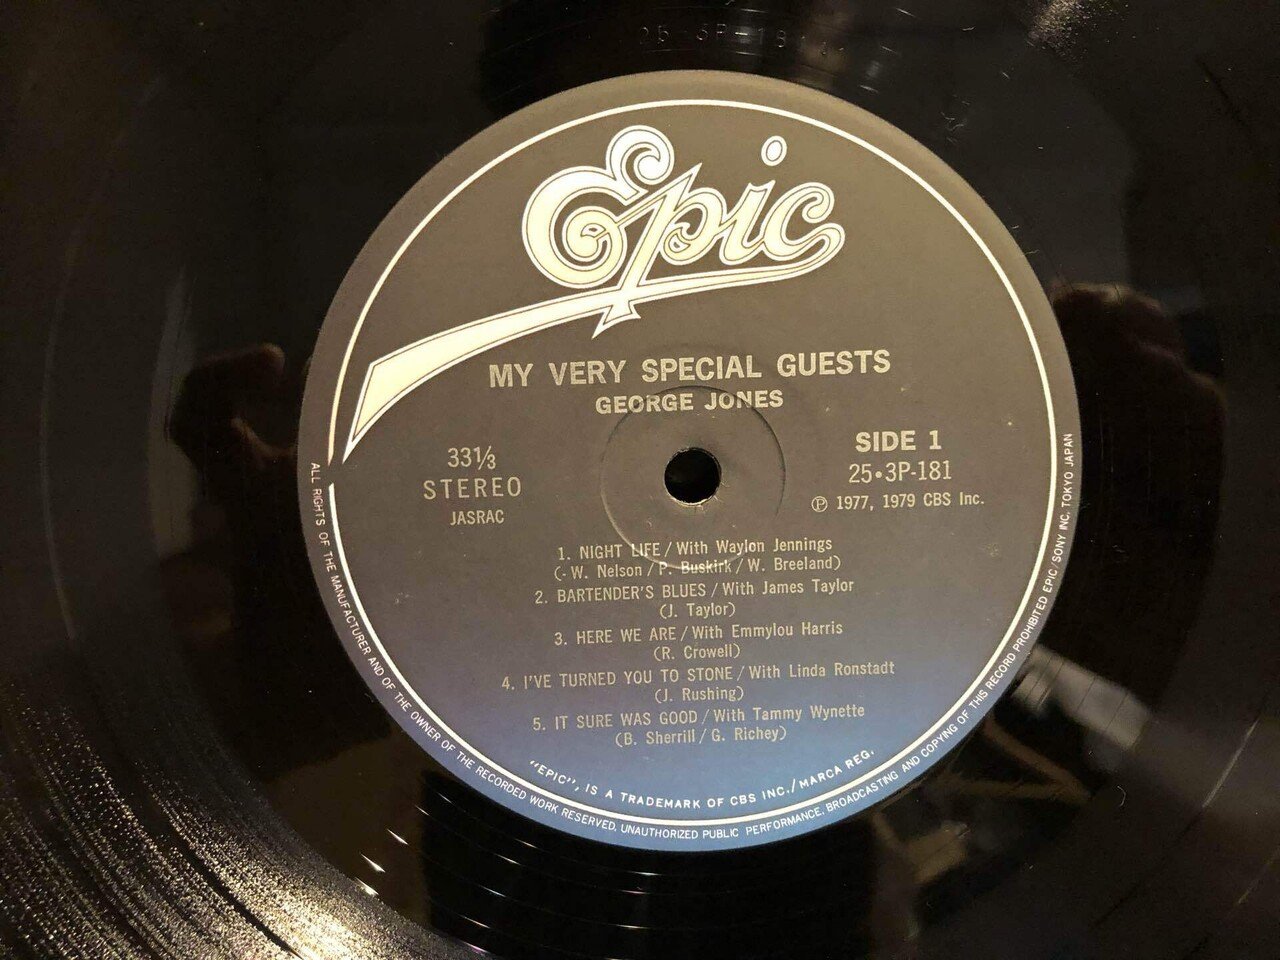 Epic
MY VERY SPECIAL GUESTS
GEORGE JONES
33⅓
STEREO
JASRAC
SIDE 1
25•3P-181
Ⓟ 1977, 1979 CBS Inc.
1. NIGHT LIFE / With Waylon Jennings
(- W. Nelson / P. Buskirk / W. Breeland)
2. BARTENDER'S BLUES / With James Taylor
(J. Taylor)
3. HERE WE ARE / With Emmylou Harris
(R. Crowell)
4. I'VE TURNED YOU TO STONE / With Linda Ronstadt
(J. Rushing)
5. IT SURE WAS GOOD / With Tammy Wynette
(B. Sherrill / G. Richey)
"EPIC", IS A TRADEMARK OF CBS INC./MARCA REG.
ALL RIGHTS OF THE MANUFACTURER AND OF THE OWNER OF THE RECORDED WORK RESERVED. UNAUTHORIZED PUBLIC PERFORMANCE, BROADCASTING AND COPYING OF THIS RECORD PROHIBITED EPIC/SONY INC. TOKYO JAPAN